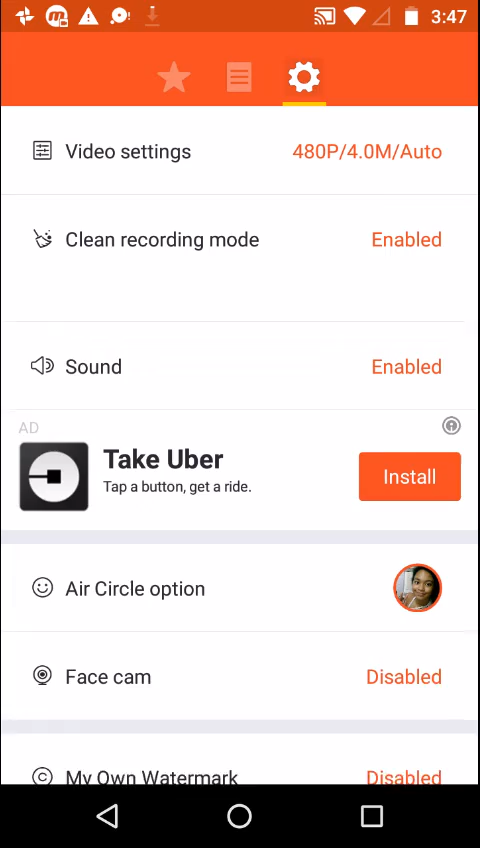 3:47
Video settings 480P/4.0M/Auto
Clean recording mode Enabled
Sound Enabled
AD
Take Uber
Tap a button, get a ride.
Install
Air Circle option
Face cam Disabled
My Own Watermark Disabled